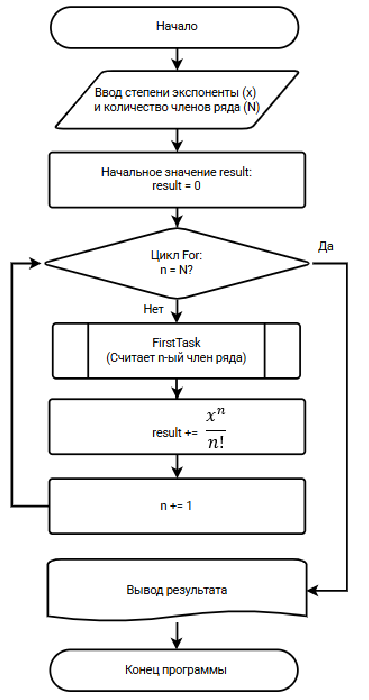 Начало
Ввод степени экспоненты (x)
и количество членов ряда (N)
Начальное значение result:
result = 0
Цикл For:
n = N?
Да
Нет
FirstTask
(Считает n-ый член ряда)
result += xⁿ/n!
n += 1
Вывод результата
Конец программы